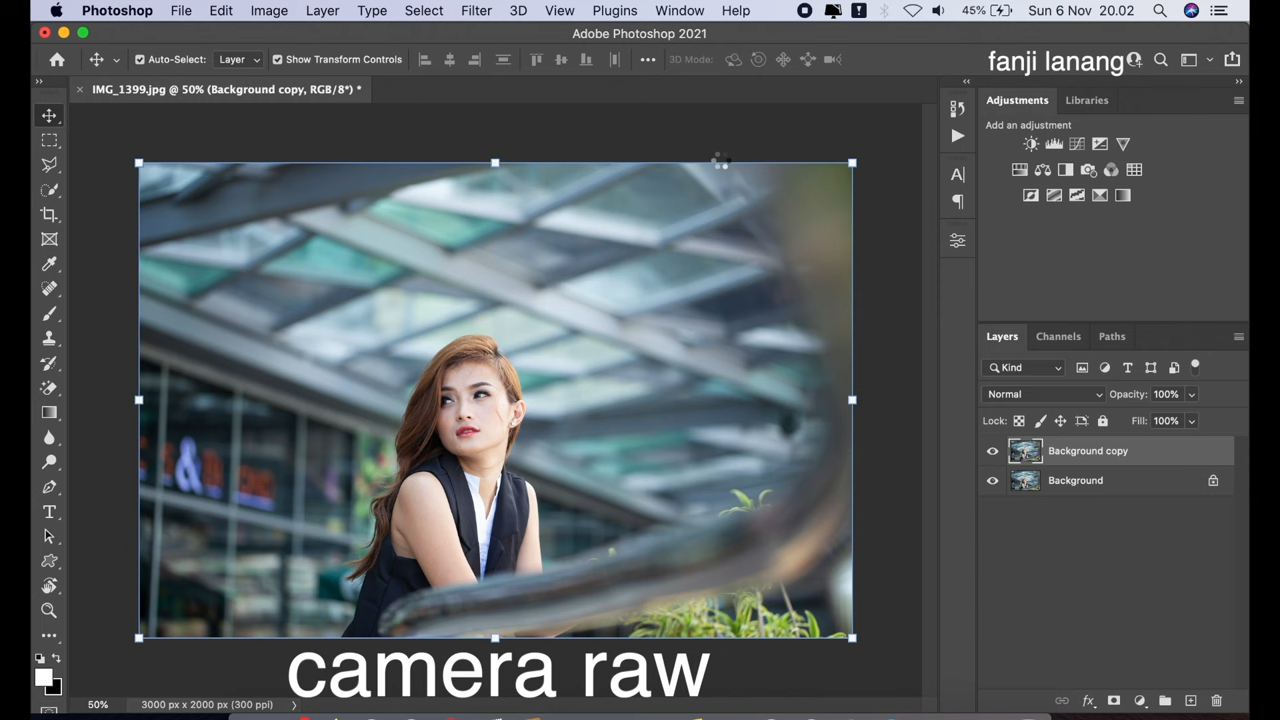 Photoshop File Edit Image Layer Type Select Filter 3D View Plugins Window Help 45% Sun 6 Nov 20.02
Adobe Photoshop 2021
Auto-Select: Layer Show Transform Controls 3D Mode: fanji lanang
IMG_1399.jpg @ 50% (Background copy, RGB/8*) *
Adjustments Libraries
Add an adjustment
Layers Channels Paths
Kind
Normal Opacity: 100%
Lock: Fill: 100%
Background copy
Background
&
camera raw
50% 3000 px x 2000 px (300 ppi)